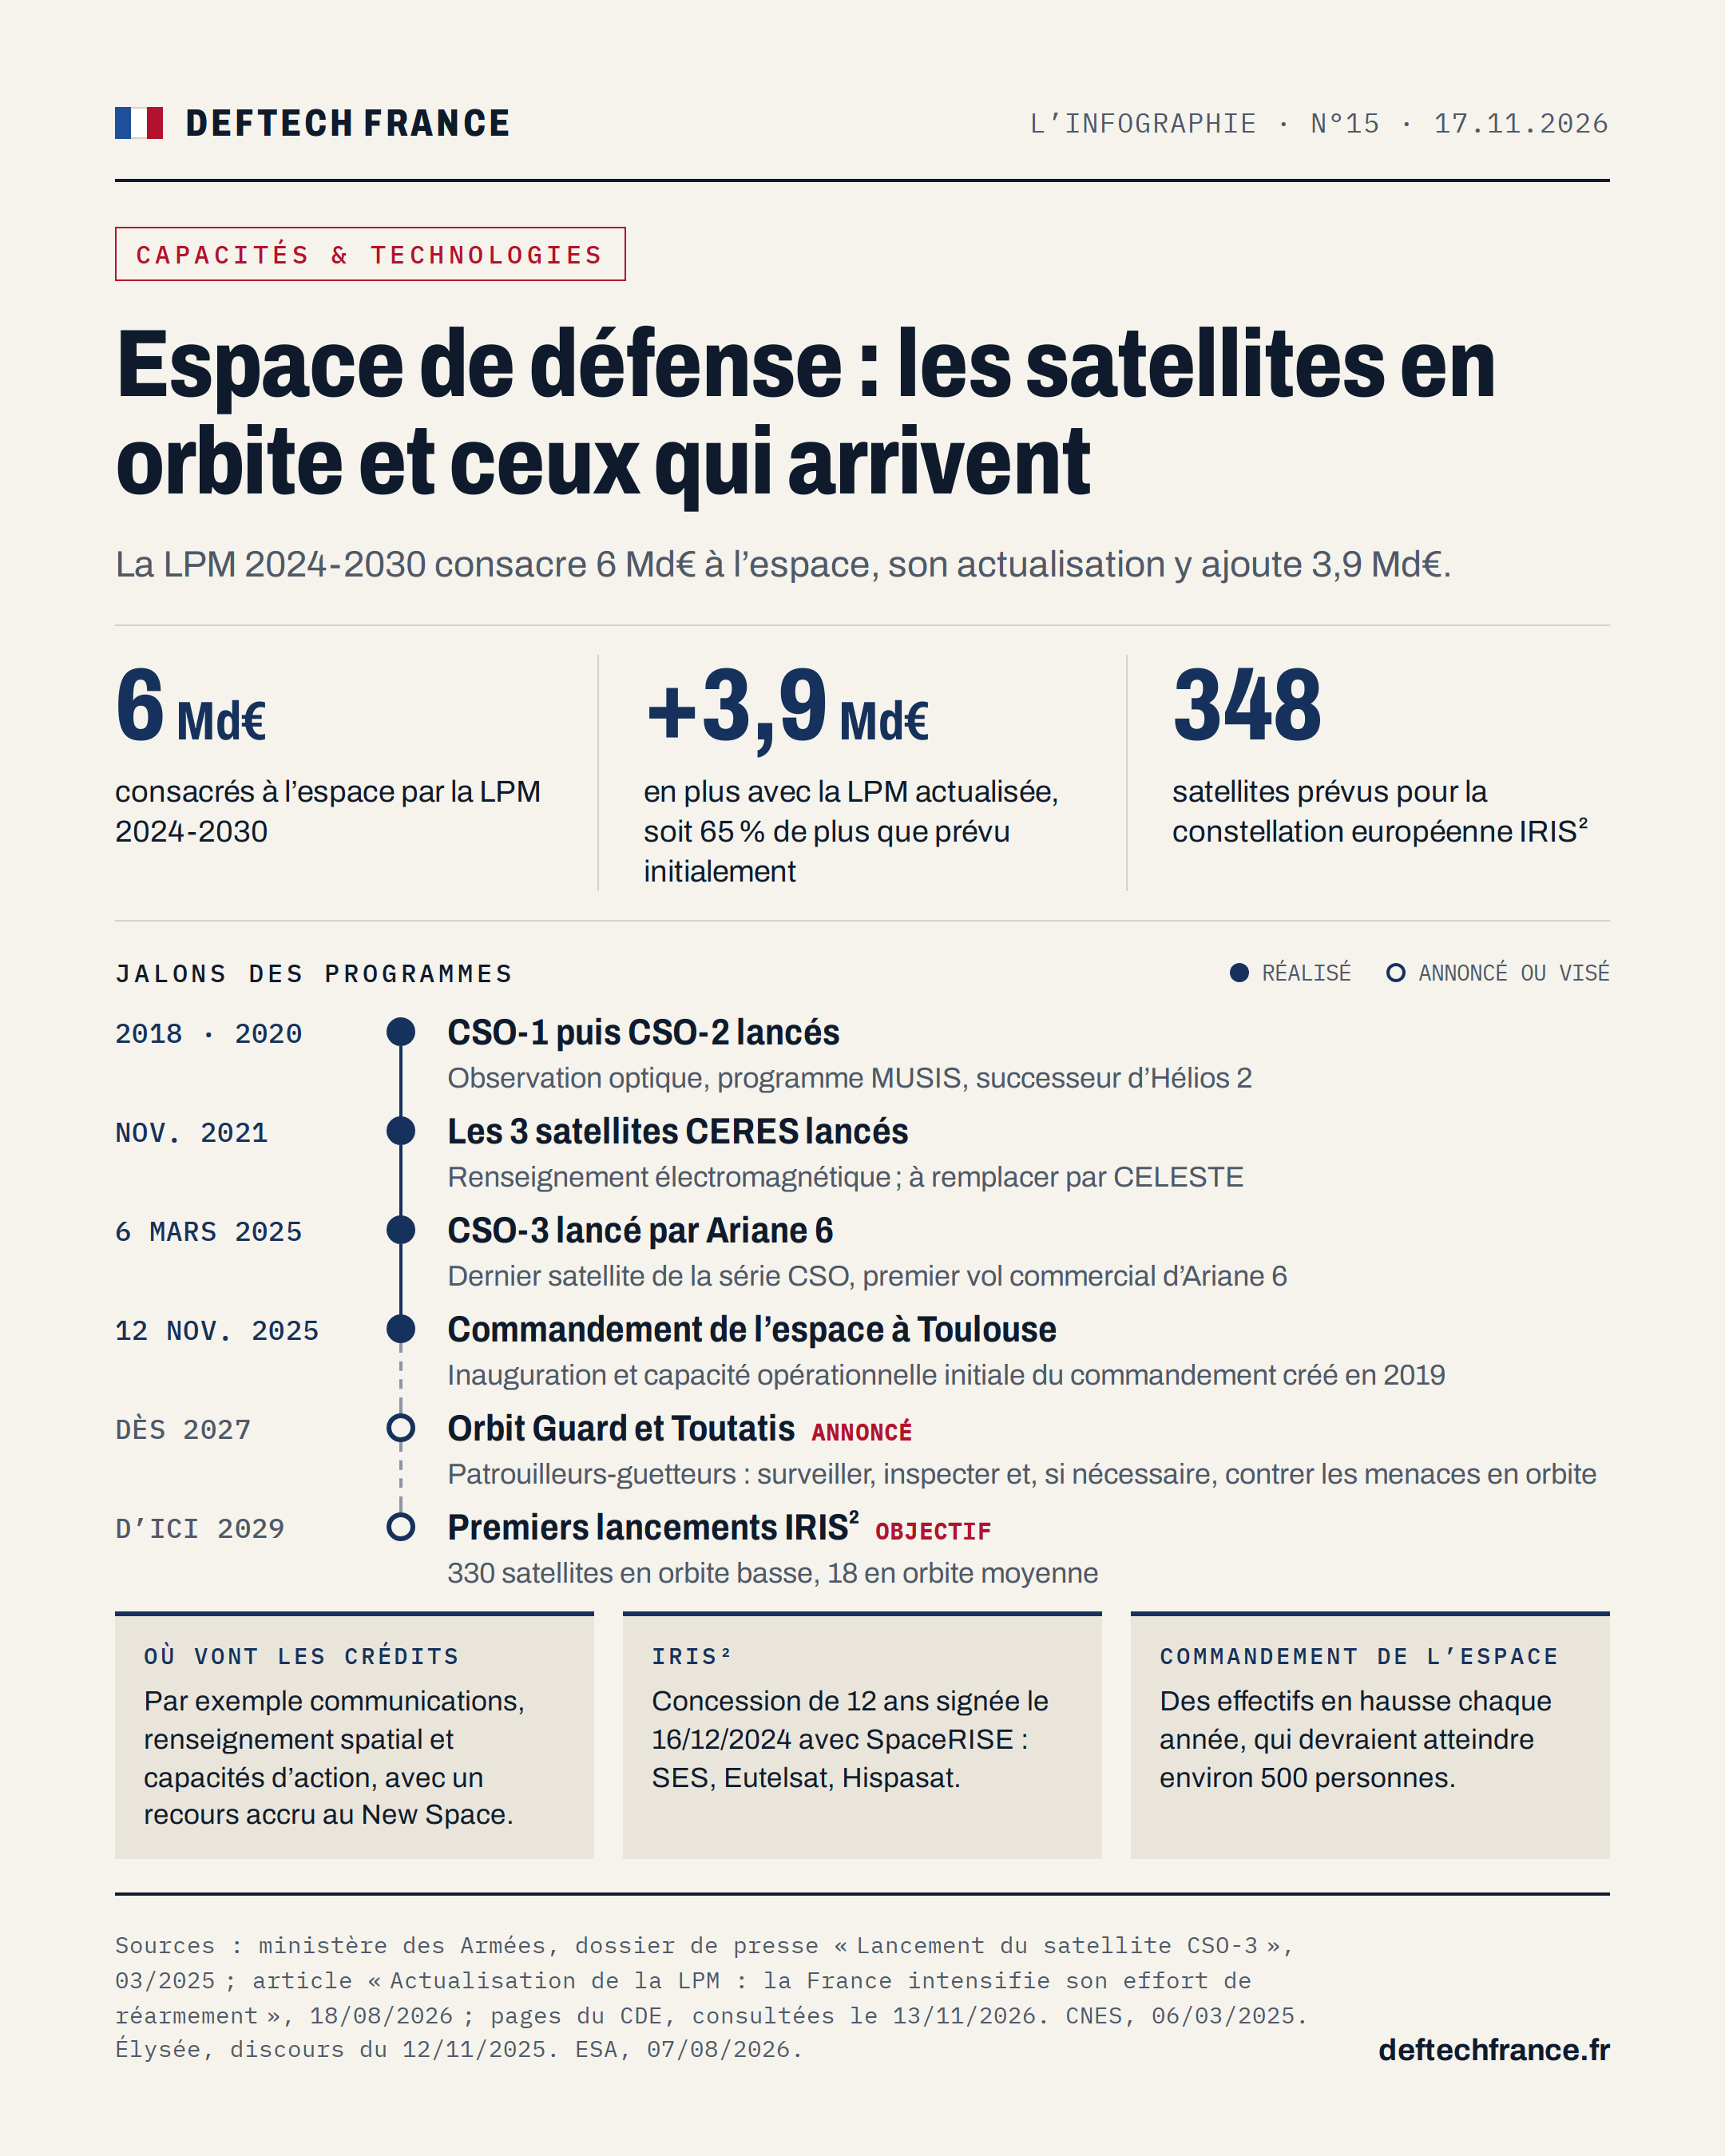 DEFTECH FRANCE
L’INFOGRAPHIE · N°15 · 17.11.2026
CAPACITÉS & TECHNOLOGIES
Espace de défense : les satellites en
orbite et ceux qui arrivent
La LPM 2024-2030 consacre 6 Md€ à l’espace, son actualisation y ajoute 3,9 Md€.
6 Md€
consacrés à l’espace par la LPM
2024-2030
+3,9 Md€
en plus avec la LPM actualisée,
soit 65 % de plus que prévu
initialement
348
satellites prévus pour la
constellation européenne IRIS²
JALONS DES PROGRAMMES
RÉALISÉ
ANNONCÉ OU VISÉ
2018 · 2020
CSO-1 puis CSO-2 lancés
Observation optique, programme MUSIS, successeur d’Hélios 2
NOV. 2021
Les 3 satellites CERES lancés
Renseignement électromagnétique ; à remplacer par CELESTE
6 MARS 2025
CSO-3 lancé par Ariane 6
Dernier satellite de la série CSO, premier vol commercial d’Ariane 6
12 NOV. 2025
Commandement de l’espace à Toulouse
Inauguration et capacité opérationnelle initiale du commandement créé en 2019
DÈS 2027
Orbit Guard et Toutatis ANNONCÉ
Patrouilleurs-guetteurs : surveiller, inspecter et, si nécessaire, contrer les menaces en orbite
D’ICI 2029
Premiers lancements IRIS² OBJECTIF
330 satellites en orbite basse, 18 en orbite moyenne
OÙ VONT LES CRÉDITS
Par exemple communications,
renseignement spatial et
capacités d’action, avec un
recours accru au New Space.
IRIS²
Concession de 12 ans signée le
16/12/2024 avec SpaceRISE :
SES, Eutelsat, Hispasat.
COMMANDEMENT DE L’ESPACE
Des effectifs en hausse chaque
année, qui devraient atteindre
environ 500 personnes.
Sources : ministère des Armées, dossier de presse « Lancement du satellite CSO-3 »,
03/2025 ; article « Actualisation de la LPM : la France intensifie son effort de
réarmement », 18/08/2026 ; pages du CDE, consultées le 13/11/2026. CNES, 06/03/2025.
Élysée, discours du 12/11/2025. ESA, 07/08/2026.
deftechfrance.fr